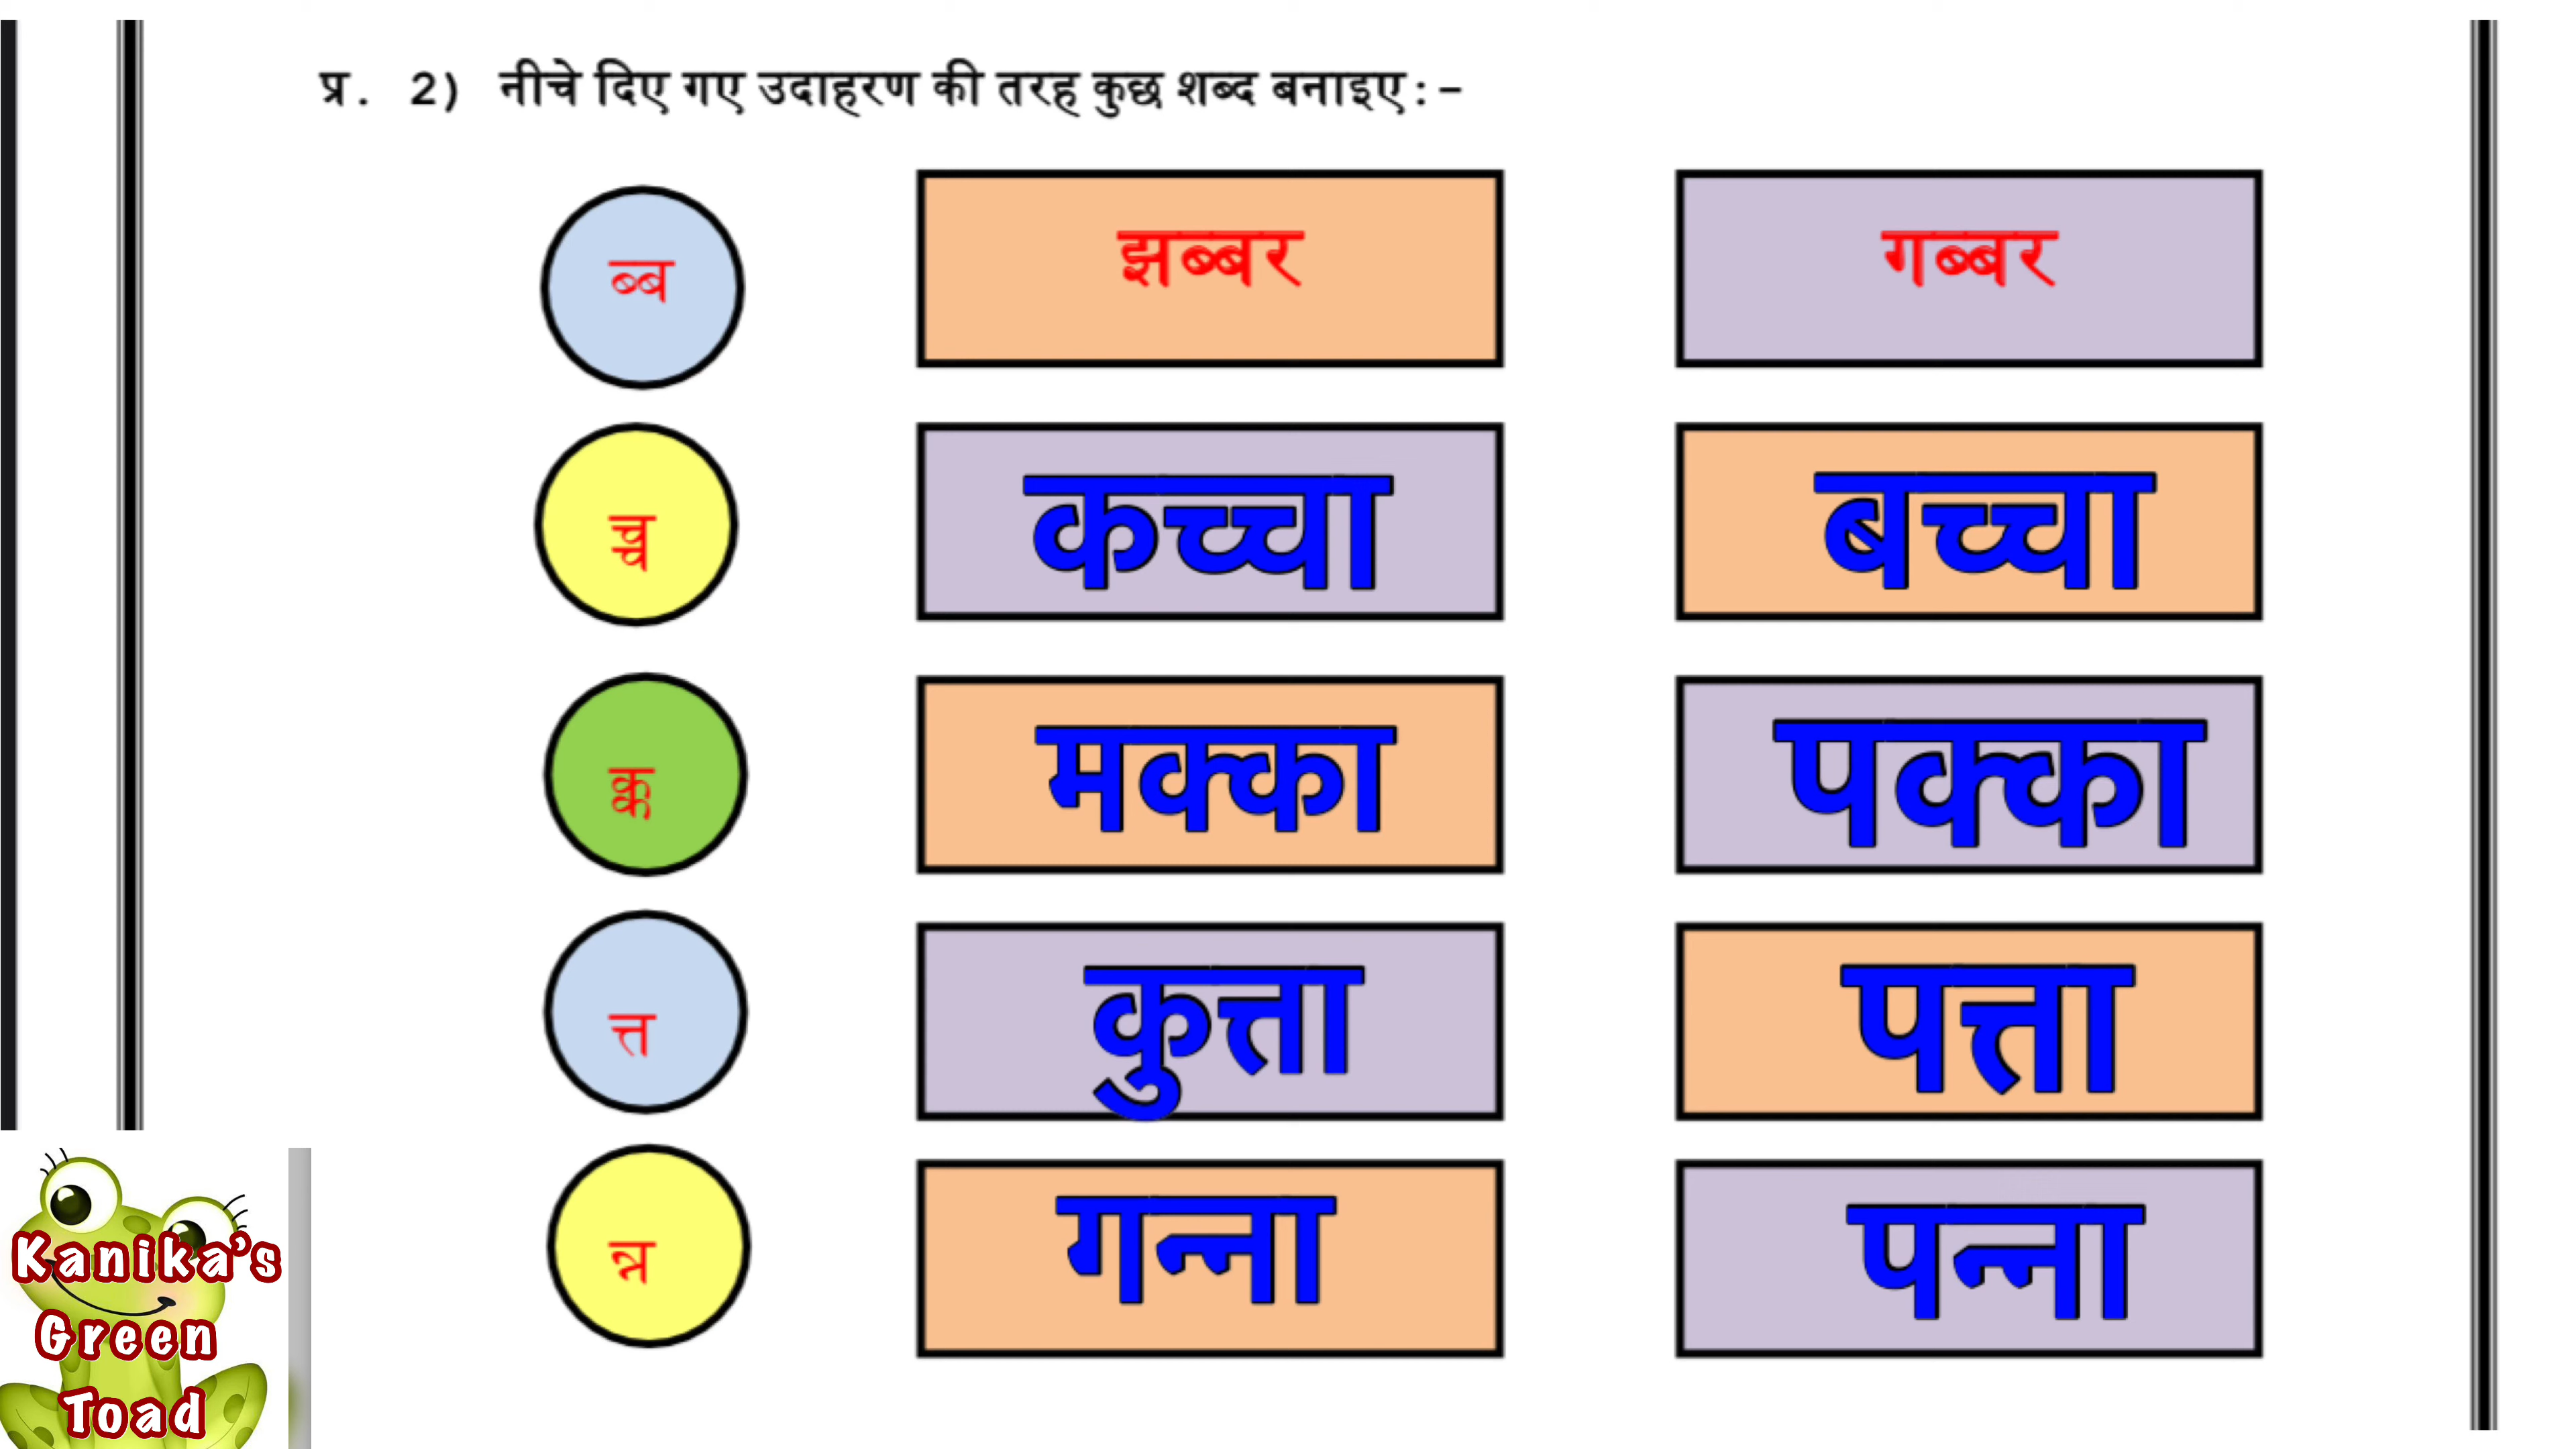 प्र. 2) नीचे दिए गए उदाहरण की तरह कुछ शब्द बनाइए:-
ब्ब झब्बर गब्बर
च्च कच्चा बच्चा
क्क मक्का पक्का
त्त कुत्ता पत्ता
न्न गन्ना पन्ना
Kanika's
Green
Toad